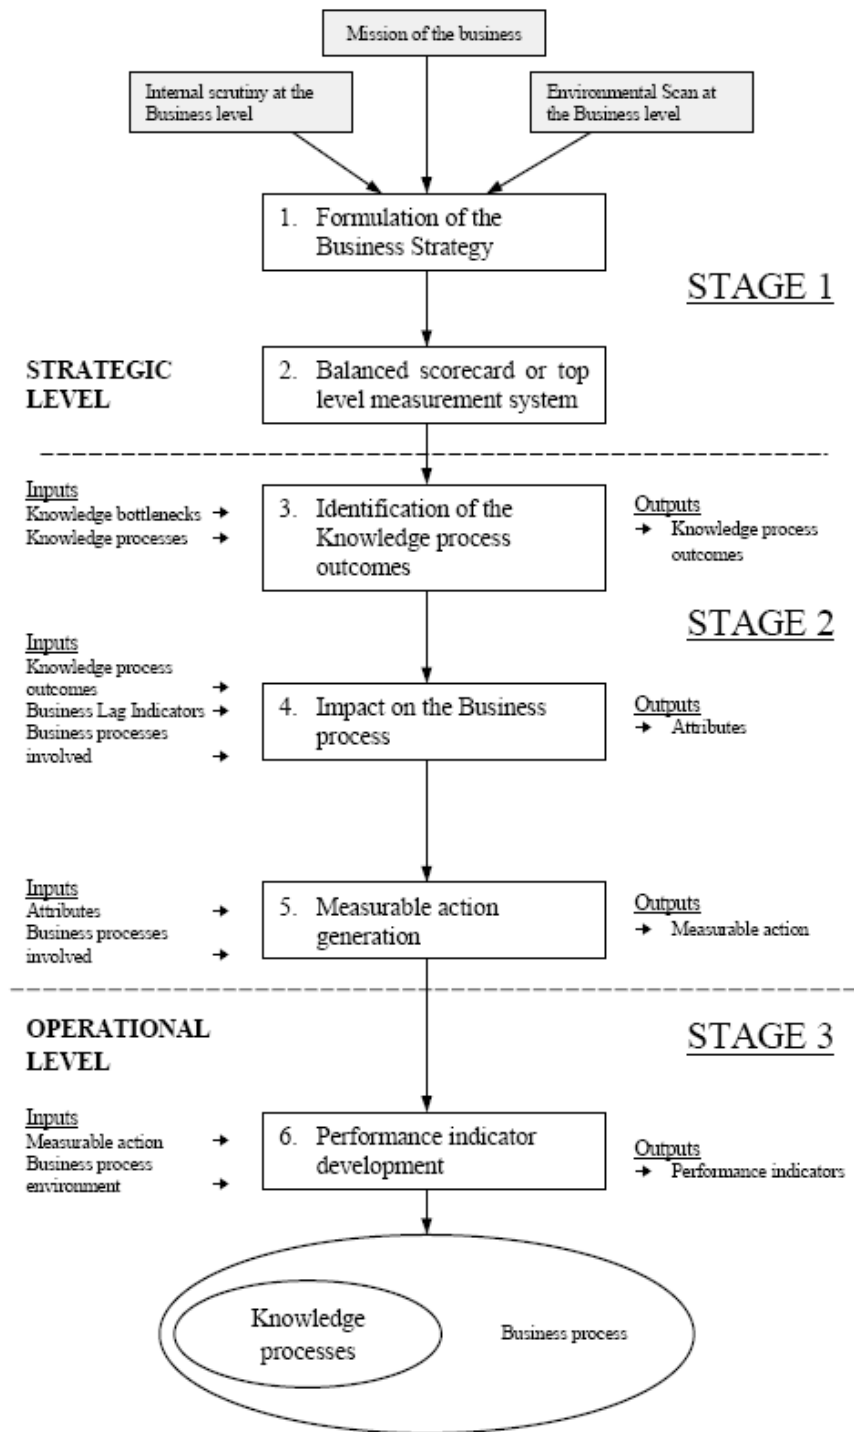 Mission of the business
Internal scrutiny at the
Business level
Environmental Scan at
the Business level
1. Formulation of the
Business Strategy
STAGE 1
STRATEGIC
LEVEL
2. Balanced scorecard or top
level measurement system
Inputs
Knowledge bottlenecks
Knowledge processes
3. Identification of the
Knowledge process
outcomes
Outputs
Knowledge process
outcomes
STAGE 2
Inputs
Knowledge process
outcomes
Business Lag Indicators
Business processes
involved
4. Impact on the Business
process
Outputs
Attributes
Inputs
Attributes
Business processes
involved
5. Measurable action
generation
Outputs
Measurable action
OPERATIONAL
LEVEL
STAGE 3
Inputs
Measurable action
Business process
environment
6. Performance indicator
development
Outputs
Performance indicators
Knowledge
processes
Business process